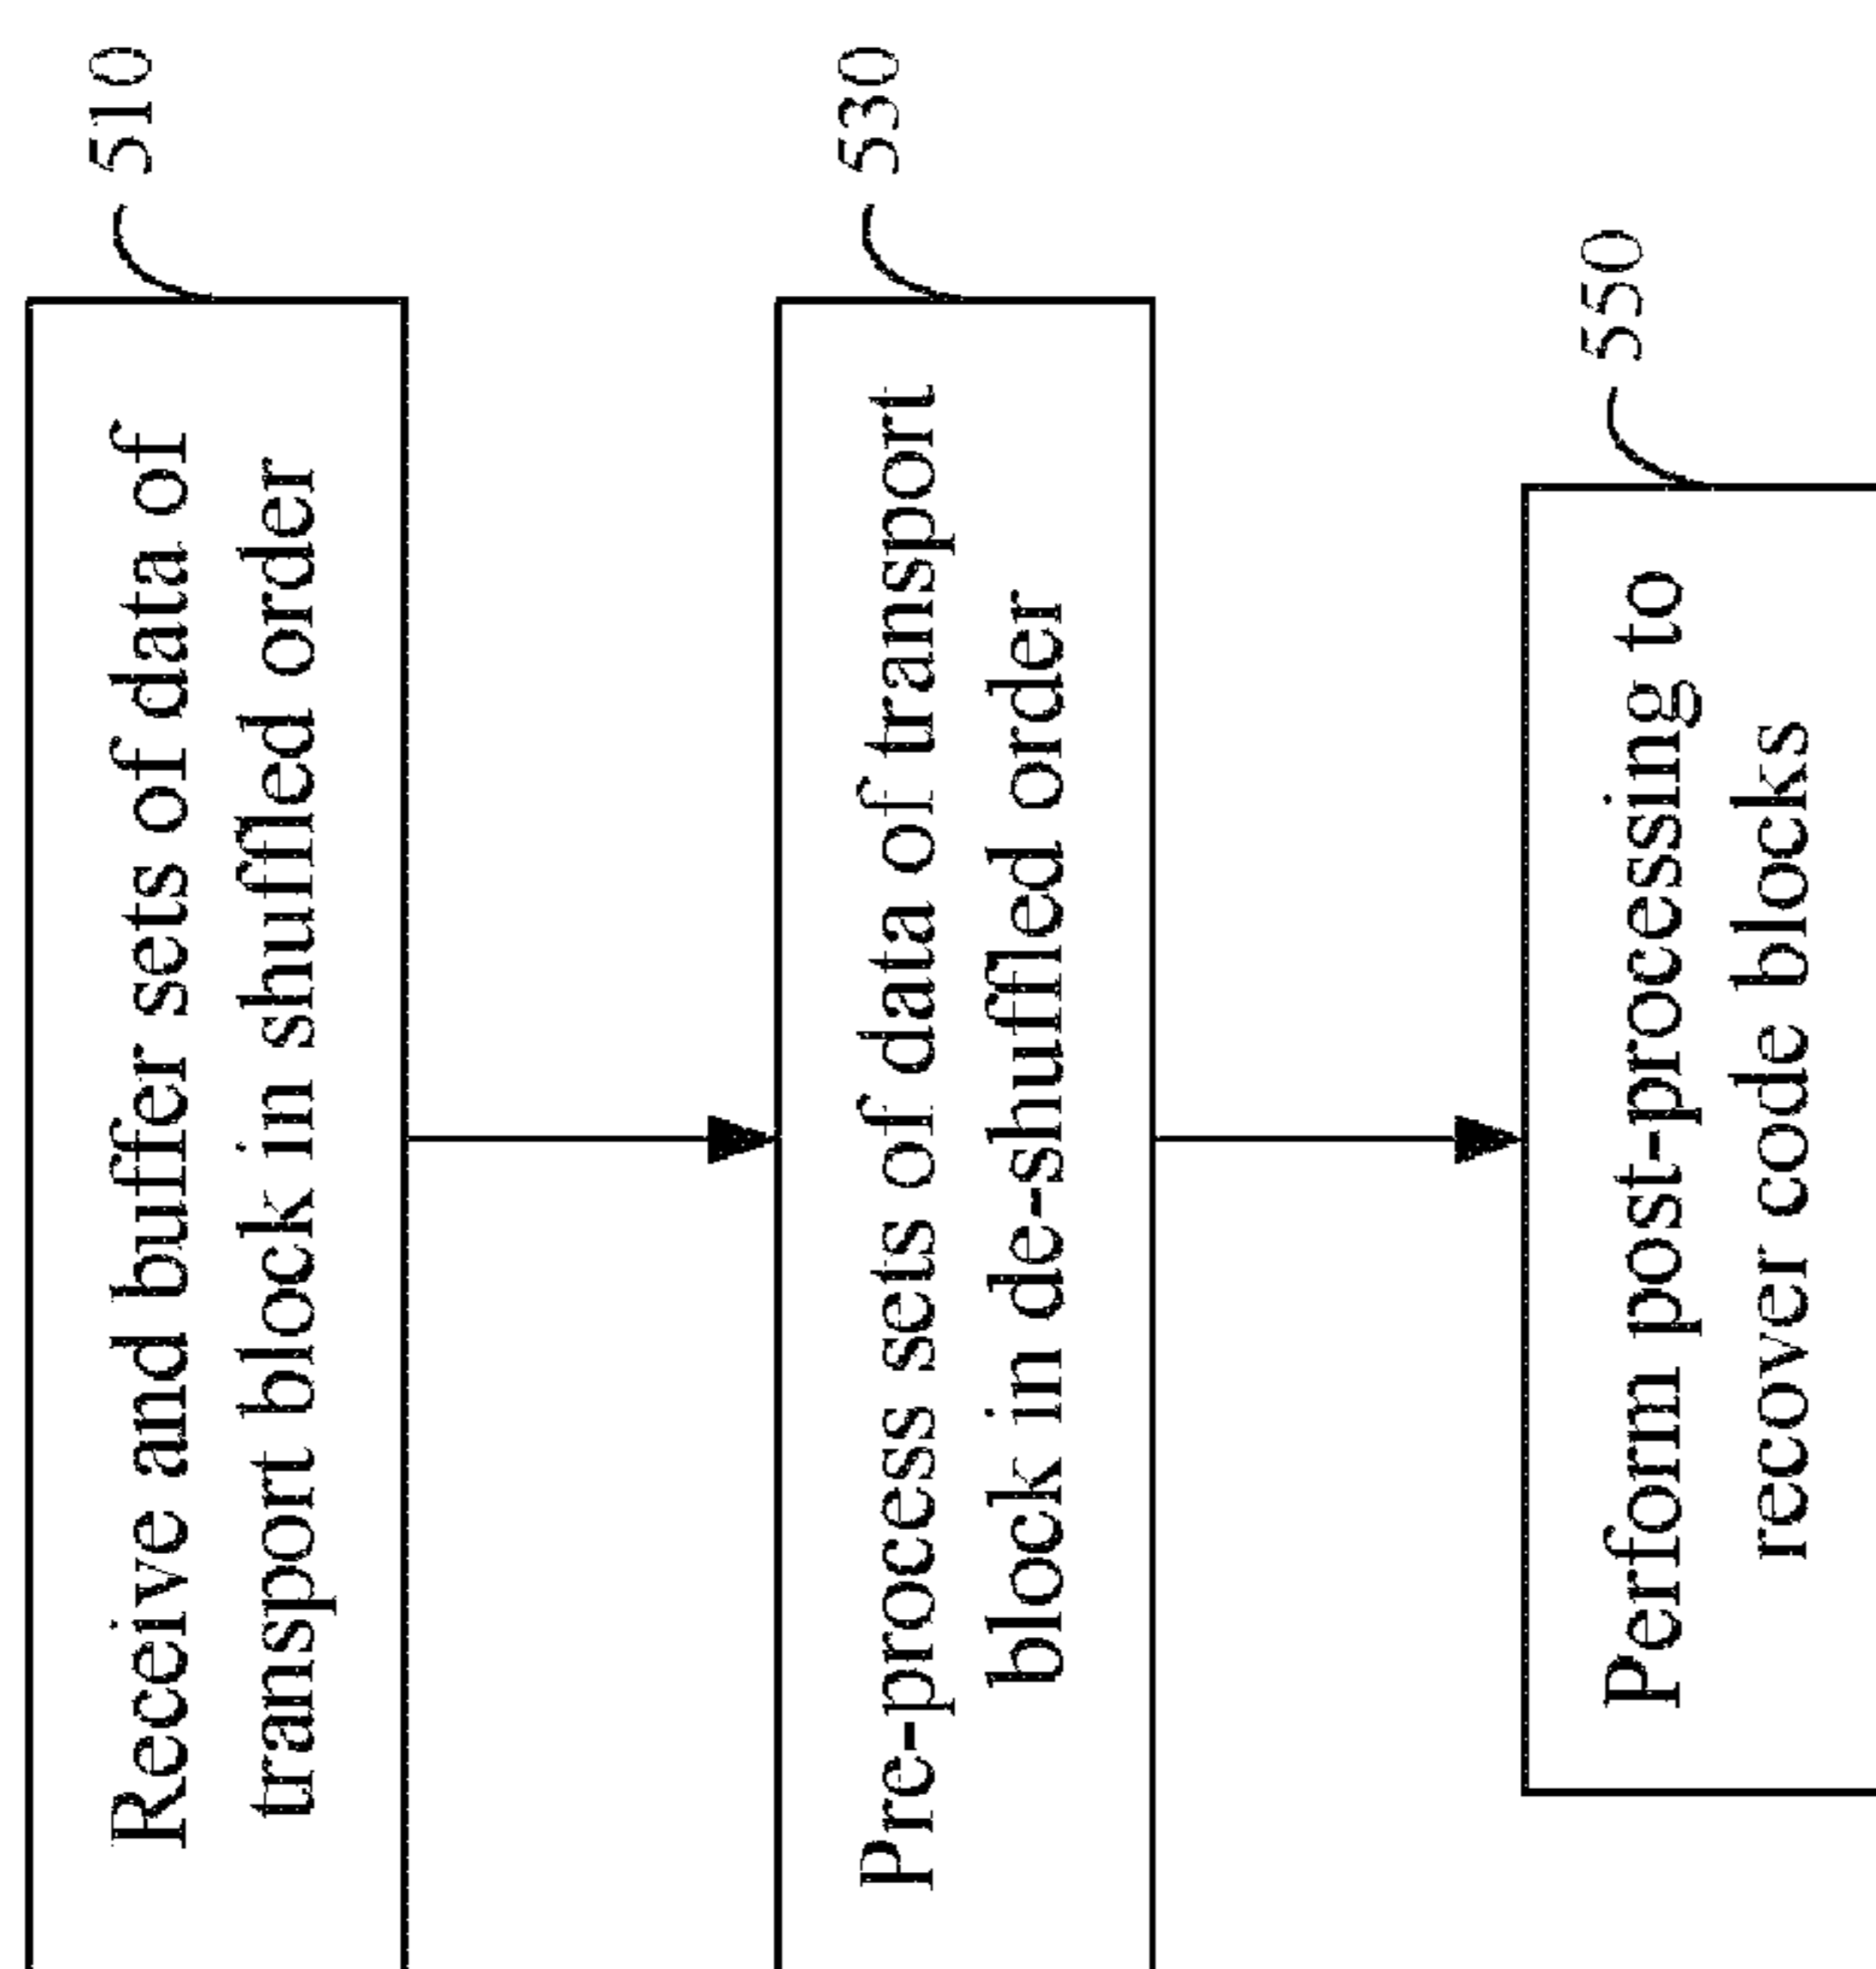 510
Receive and buffer sets of data of
transport block in shuffled order
530
Pre-process sets of data of transport
block in de-shuffled order
550
Perform post-processing to
recover code blocks